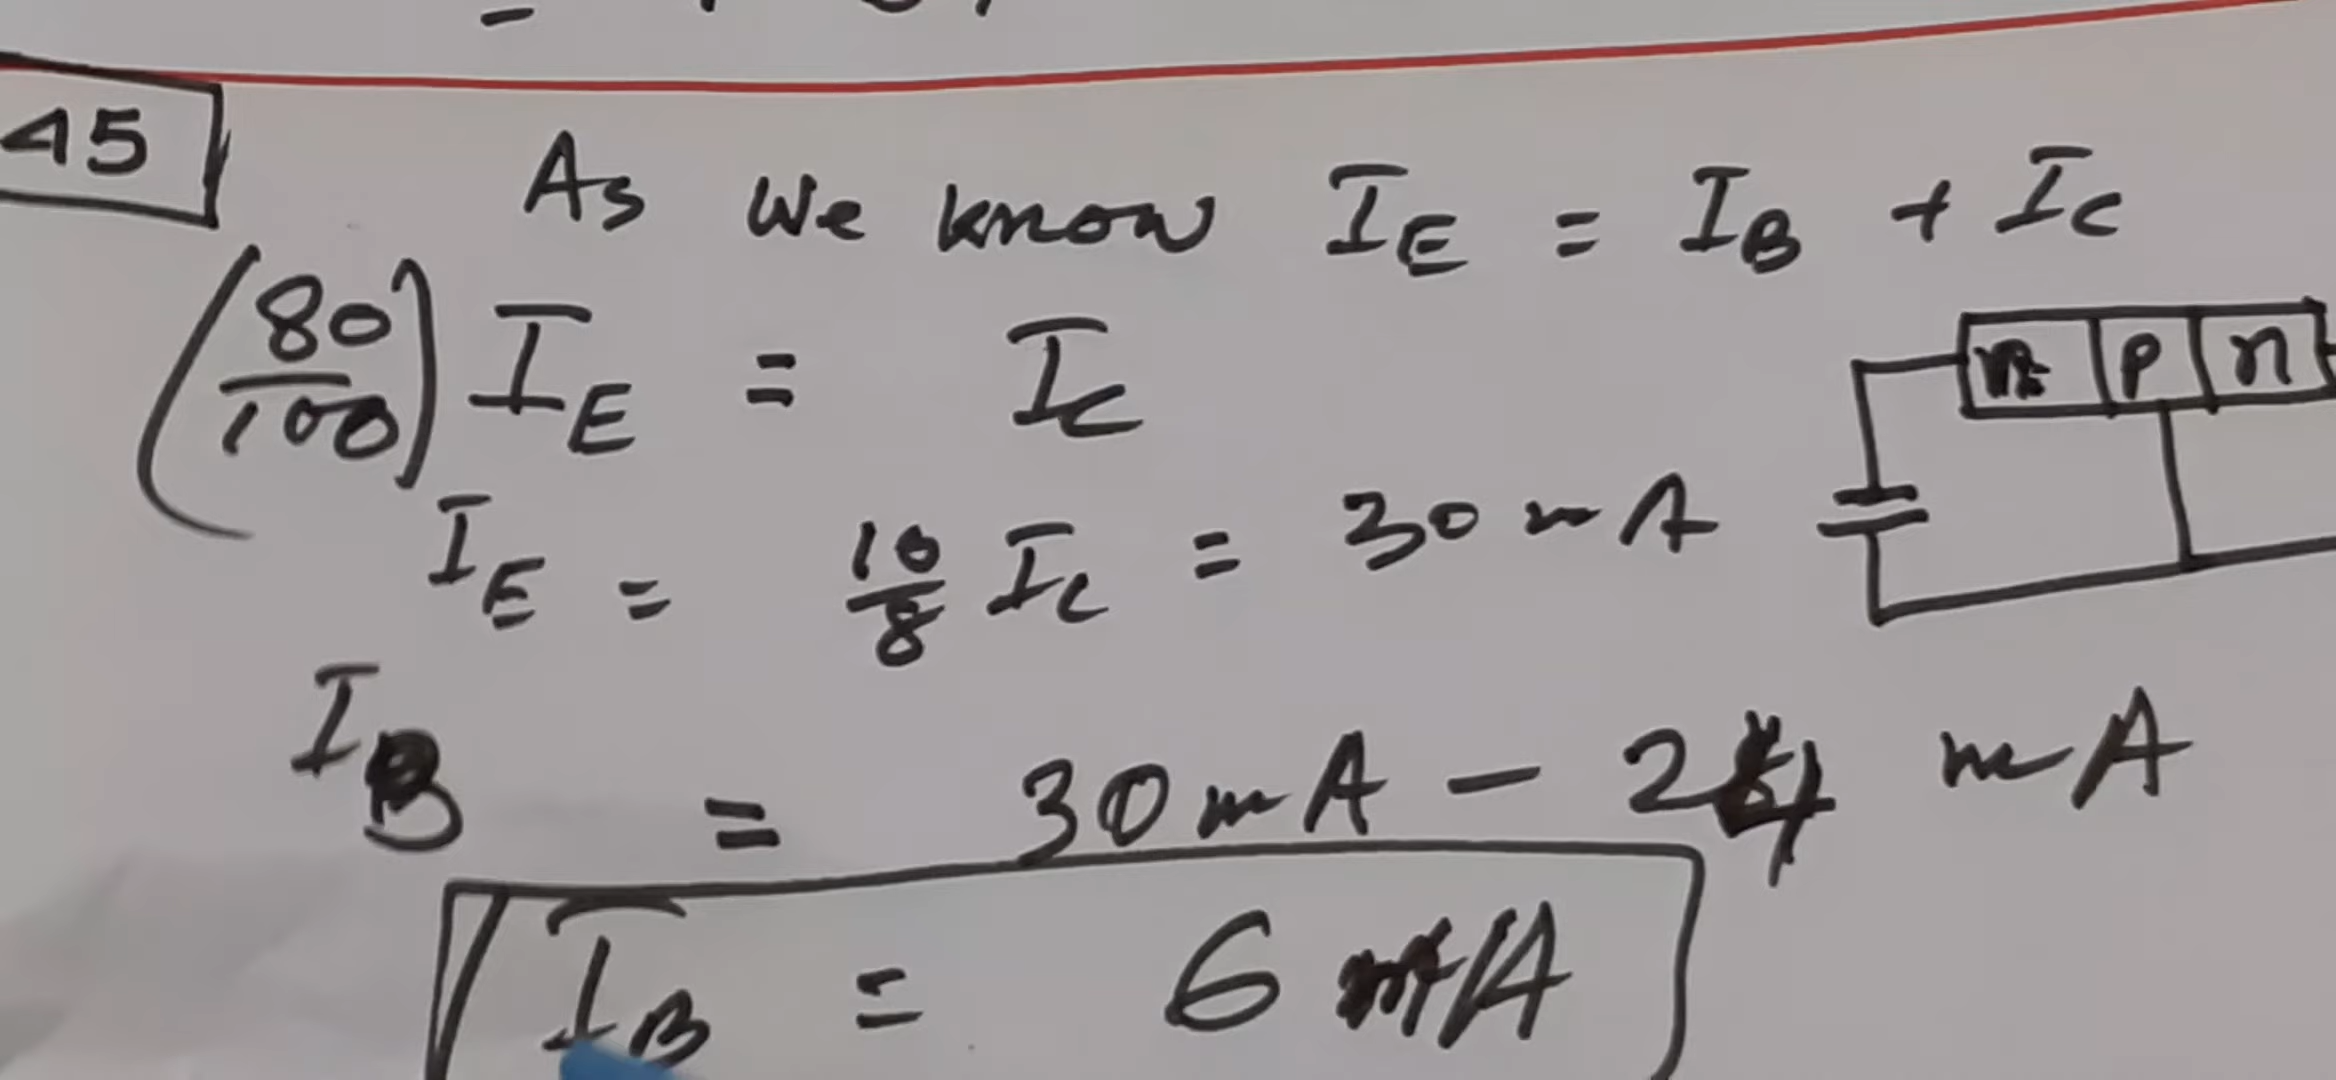 45
As we know I_E = I_B + I_C
(80/100) I_E = I_C
I_E = 10/8 I_C = 30 mA
p n
I_B = 30 mA - 24 mA
I_B = 6 mA